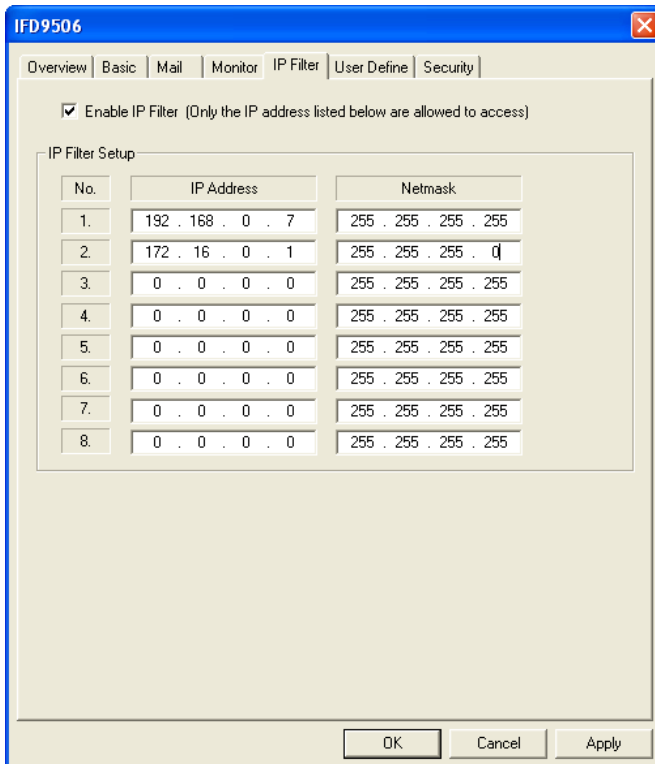 IFD9506
Overview Basic Mail Monitor IP Filter User Define Security
Enable IP Filter (Only the IP address listed below are allowed to access)
IP Filter Setup
No. IP Address Netmask
1. 192 . 168 . 0 . 7 255 . 255 . 255 . 255
2. 172 . 16 . 0 . 1 255 . 255 . 255 . 0
3. 0 . 0 . 0 . 0 255 . 255 . 255 . 255
4. 0 . 0 . 0 . 0 255 . 255 . 255 . 255
5. 0 . 0 . 0 . 0 255 . 255 . 255 . 255
6. 0 . 0 . 0 . 0 255 . 255 . 255 . 255
7. 0 . 0 . 0 . 0 255 . 255 . 255 . 255
8. 0 . 0 . 0 . 0 255 . 255 . 255 . 255
OK Cancel Apply